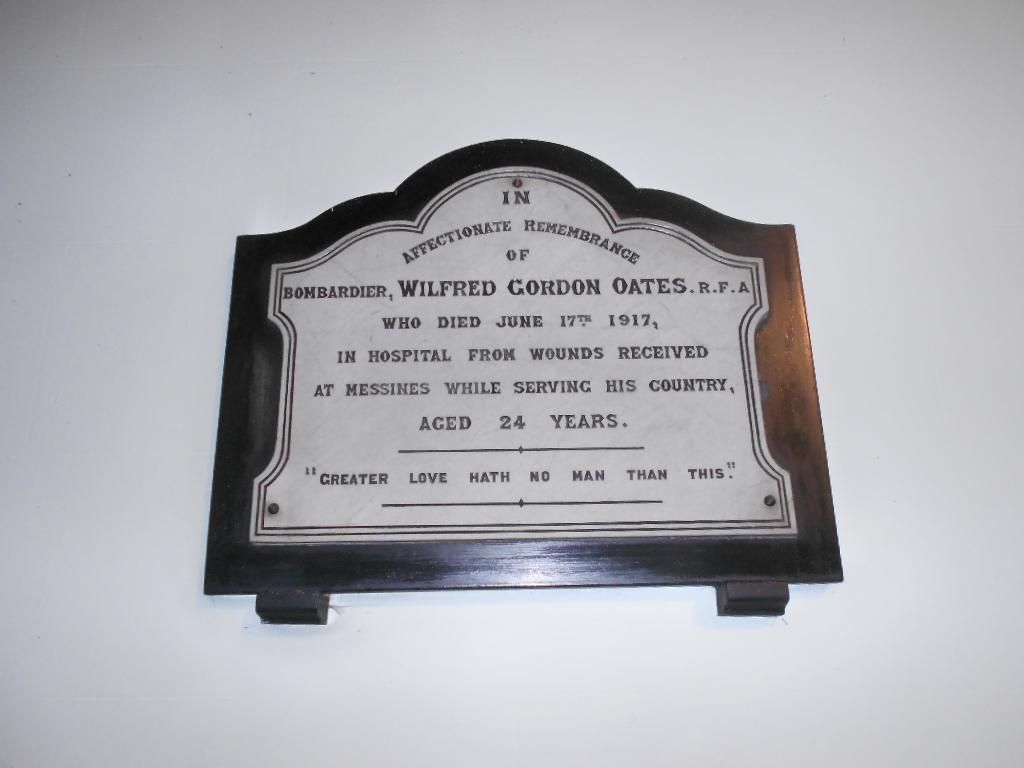 IN
AFFECTIONATE REMEMBRANCE
OF
BOMBARDIER, WILFRED GORDON OATES. R.F.A
WHO DIED JUNE 17TH 1917,
IN HOSPITAL FROM WOUNDS RECEIVED
AT MESSINES WHILE SERVING HIS COUNTRY,
AGED 24 YEARS.
"GREATER LOVE HATH NO MAN THAN THIS."